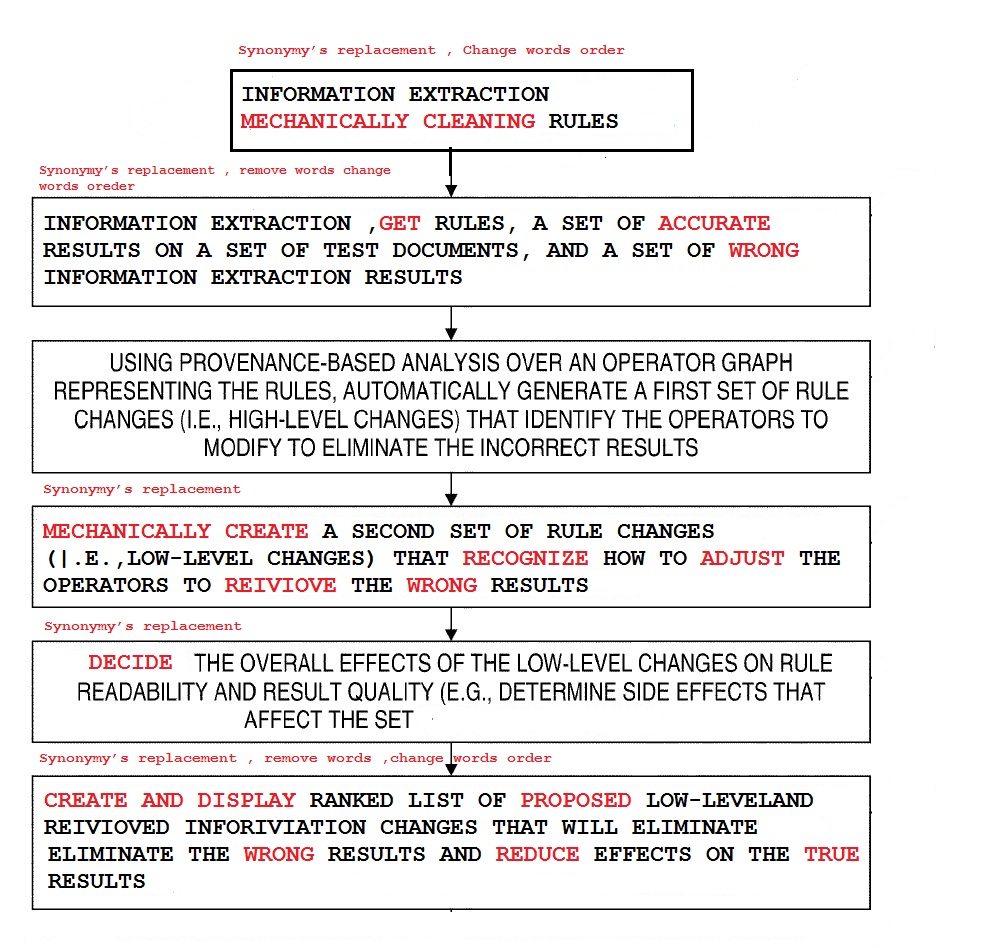 Synonymy's replacement , Change words order
INFORMATION EXTRACTION
MECHANICALLY CLEANING RULES
Synonymy's replacement , remove words change
words oreder
INFORMATION EXTRACTION ,GET RULES, A SET OF ACCURATE
RESULTS ON A SET OF TEST DOCUMENTS, AND A SET OF WRONG
INFORMATION EXTRACTION RESULTS
USING PROVENANCE-BASED ANALYSIS OVER AN OPERATOR GRAPH
REPRESENTING THE RULES, AUTOMATICALLY GENERATE A FIRST SET OF RULE
CHANGES (I.E., HIGH-LEVEL CHANGES) THAT IDENTIFY THE OPERATORS TO
MODIFY TO ELIMINATE THE INCORRECT RESULTS
Synonymy's replacement
MECHANICALLY CREATE A SECOND SET OF RULE CHANGES
(|.E.,LOW-LEVEL CHANGES) THAT RECOGNIZE HOW TO ADJUST THE
OPERATORS TO REIVIOVE THE WRONG RESULTS
Synonymy's replacement
DECIDE THE OVERALL EFFECTS OF THE LOW-LEVEL CHANGES ON RULE
READABILITY AND RESULT QUALITY (E.G., DETERMINE SIDE EFFECTS THAT
AFFECT THE SET
Synonymy's replacement , remove words ,change words order
CREATE AND DISPLAY RANKED LIST OF PROPOSED LOW-LEVELAND
REIVIOVED INFORIVIATION CHANGES THAT WILL ELIMINATE
ELIMINATE THE WRONG RESULTS AND REDUCE EFFECTS ON THE TRUE
RESULTS